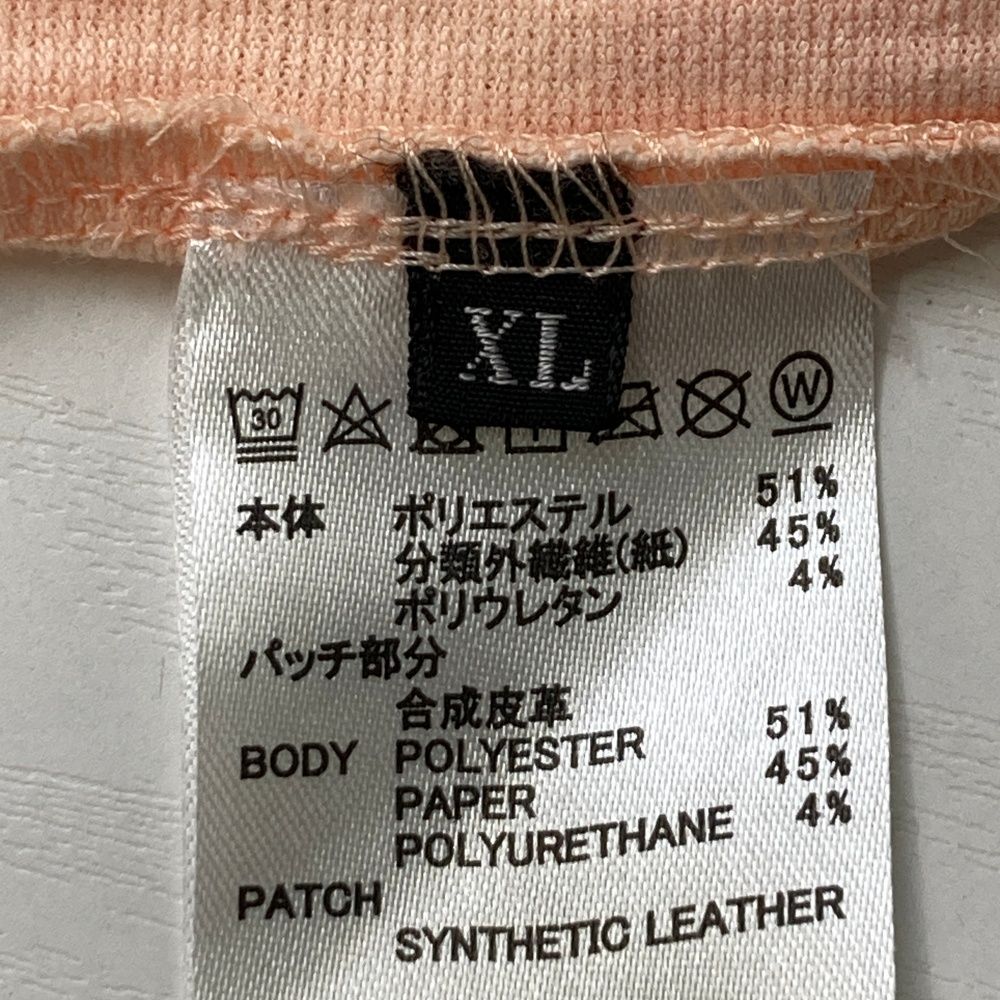 XL
30
W
本体 ポリエステル 51%
分類外繊維(紙) 45%
ポリウレタン 4%
パッチ部分
合成皮革
BODY POLYESTER 51%
PAPER 45%
POLYURETHANE 4%
PATCH
SYNTHETIC LEATHER